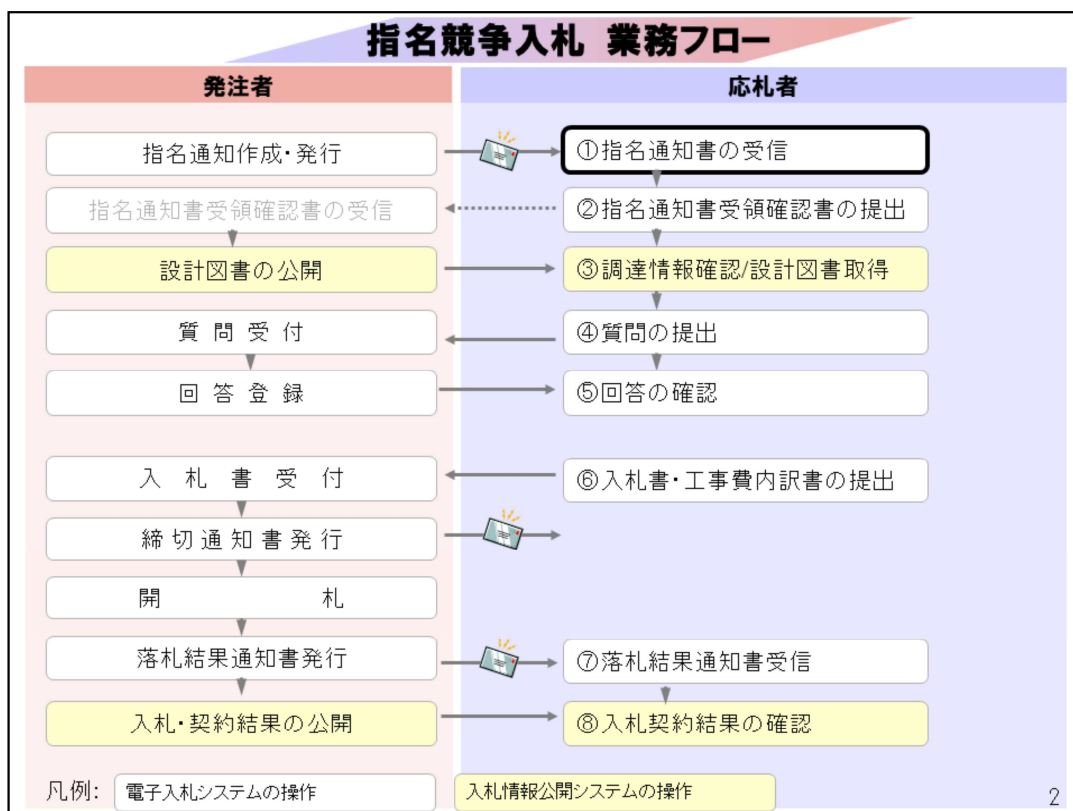 指名競争入札 業務フロー
発注者
応札者
指名通知作成・発行
①指名通知書の受信
指名通知書受領確認書の受信
②指名通知書受領確認書の提出
設計図書の公開
③調達情報確認/設計図書取得
質問受付
④質問の提出
回答登録
⑤回答の確認
入札書受付
⑥入札書・工事費内訳書の提出
締切通知書発行
開札
落札結果通知書発行
⑦落札結果通知書受信
入札・契約結果の公開
⑧入札契約結果の確認
凡例:
電子入札システムの操作
入札情報公開システムの操作
2